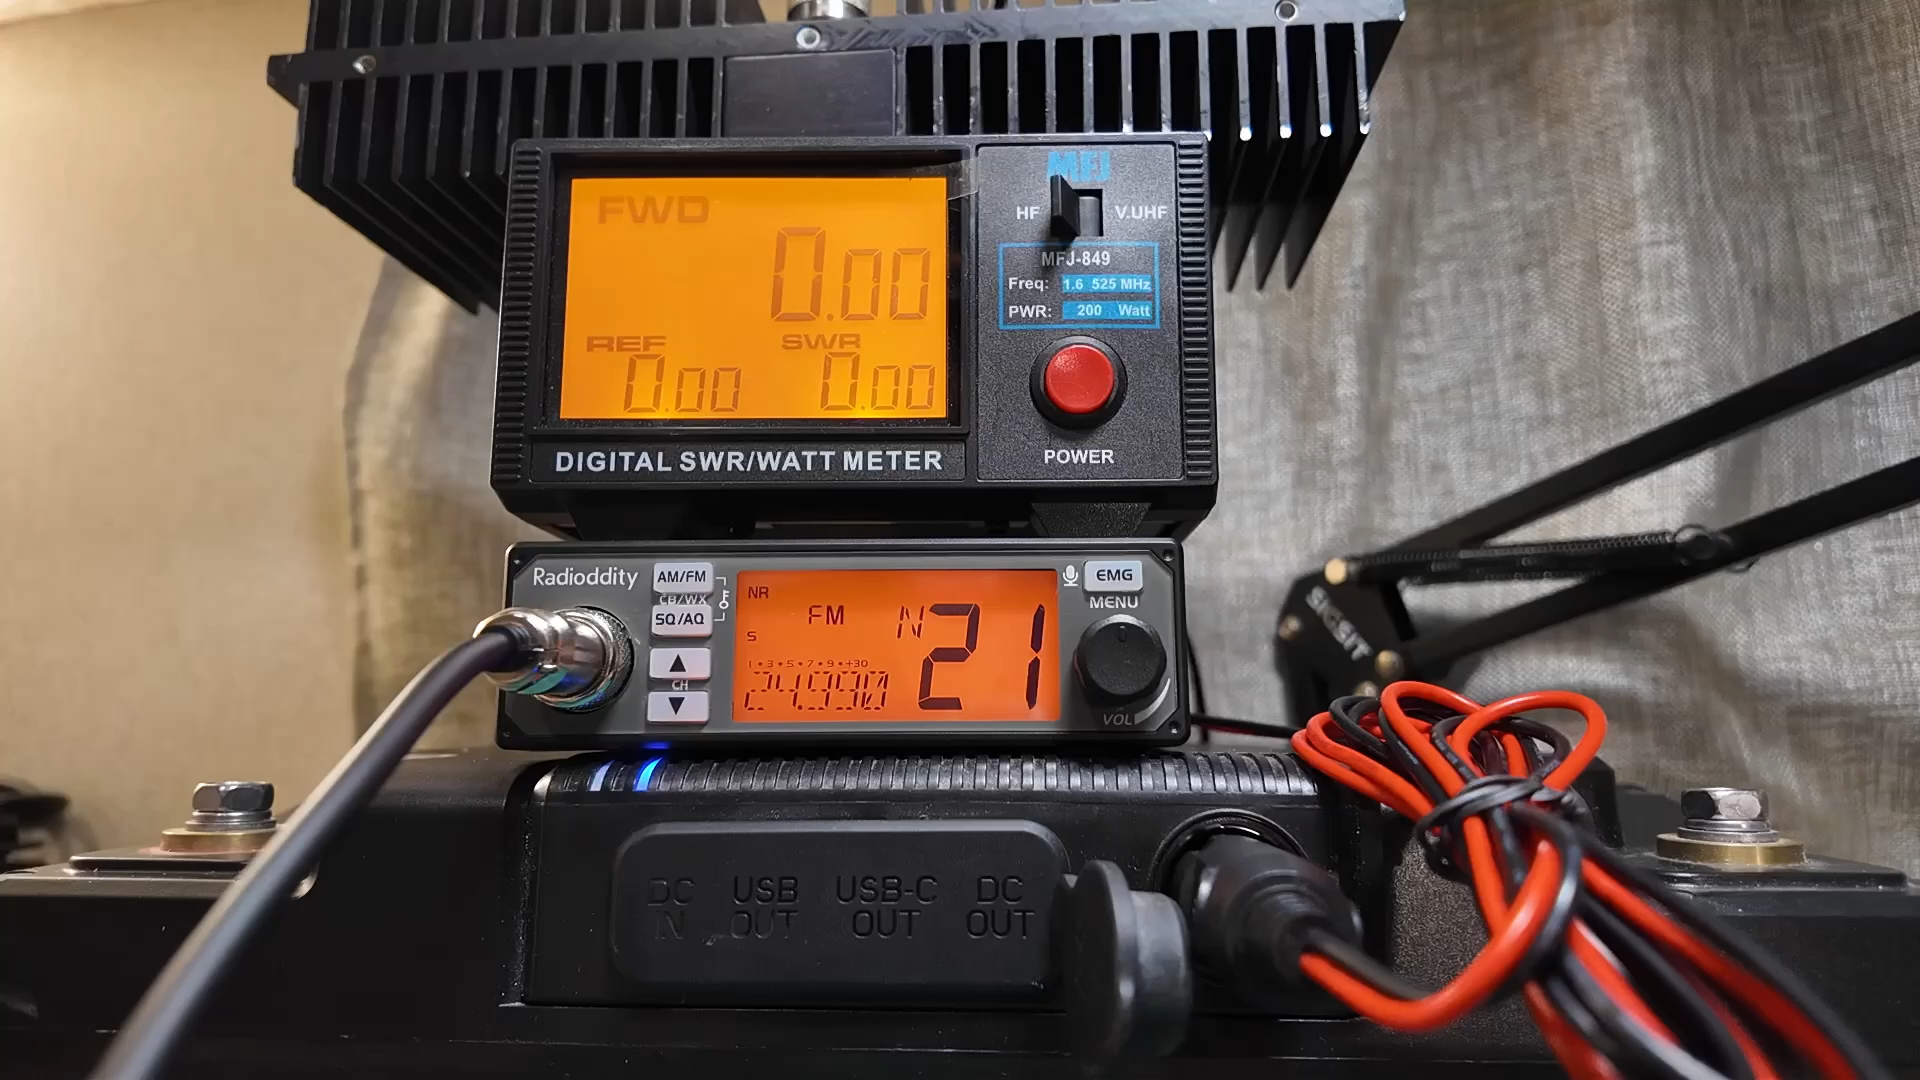 MFJ
HF
V.UHF
MFJ-849
Freq: 1.6 525 MHz
PWR: 200 Watt
POWER
FWD
0.00
REF
0.00
SWR
0.00
DIGITAL SWR/WATT METER
Radioddity
AM/FM
CB/WX
SQ/AQ
▲
CH
▼
NR
FM
N 21
S
1•3•5•7•9•+30
24.990
EMG
MENU
VOL
DC IN
USB OUT
USB-C OUT
DC OUT